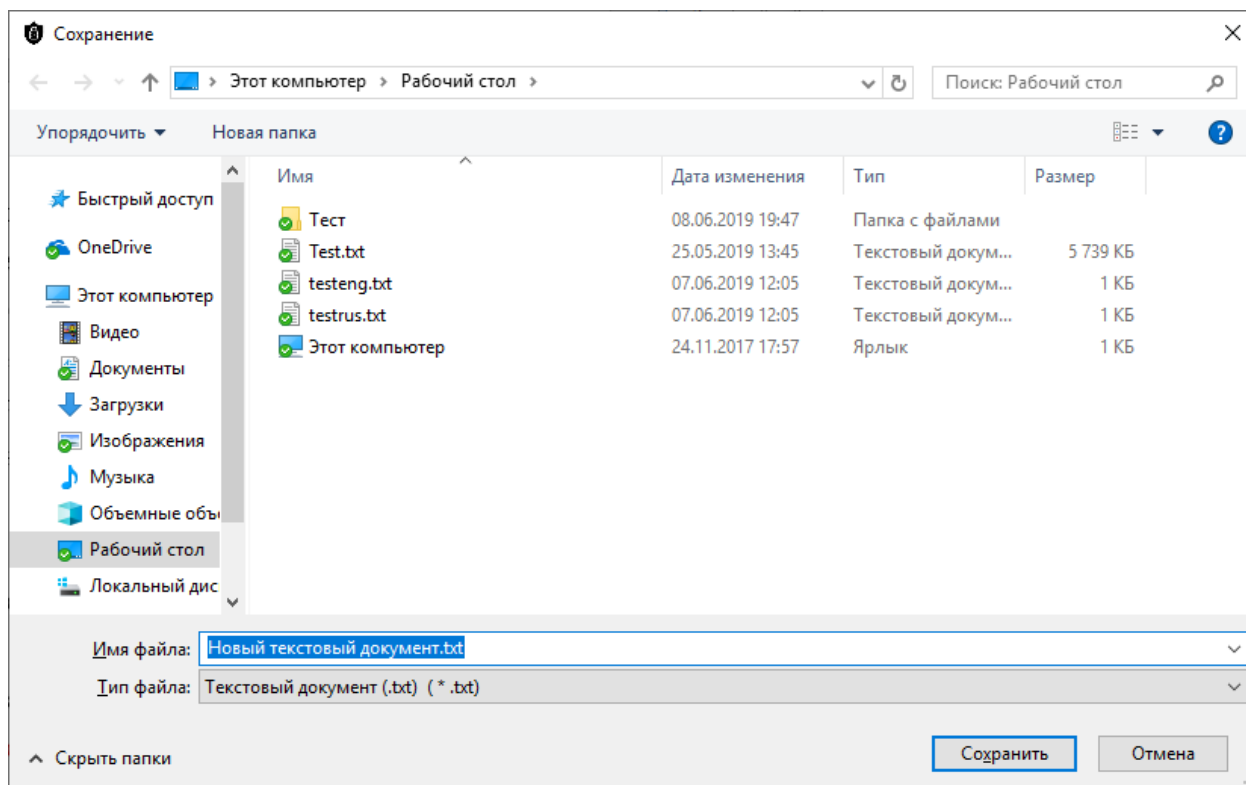 Сохранение
Этот компьютер
Рабочий стол
Поиск: Рабочий стол
Упорядочить
Новая папка
Имя
Дата изменения
Тип
Размер
Быстрый доступ
OneDrive
Этот компьютер
Видео
Документы
Загрузки
Изображения
Музыка
Объемные объ
Рабочий стол
Локальный дис
Тест 08.06.2019 19:47 Папка с файлами
Test.txt 25.05.2019 13:45 Текстовый докум... 5 739 КБ
testeng.txt 07.06.2019 12:05 Текстовый докум... 1 КБ
testrus.txt 07.06.2019 12:05 Текстовый докум... 1 КБ
Этот компьютер 24.11.2017 17:57 Ярлык 1 КБ
Имя файла: Новый текстовый документ.txt
Тип файла: Текстовый документ (.txt) (*.txt)
Скрыть папки
Сохранить
Отмена